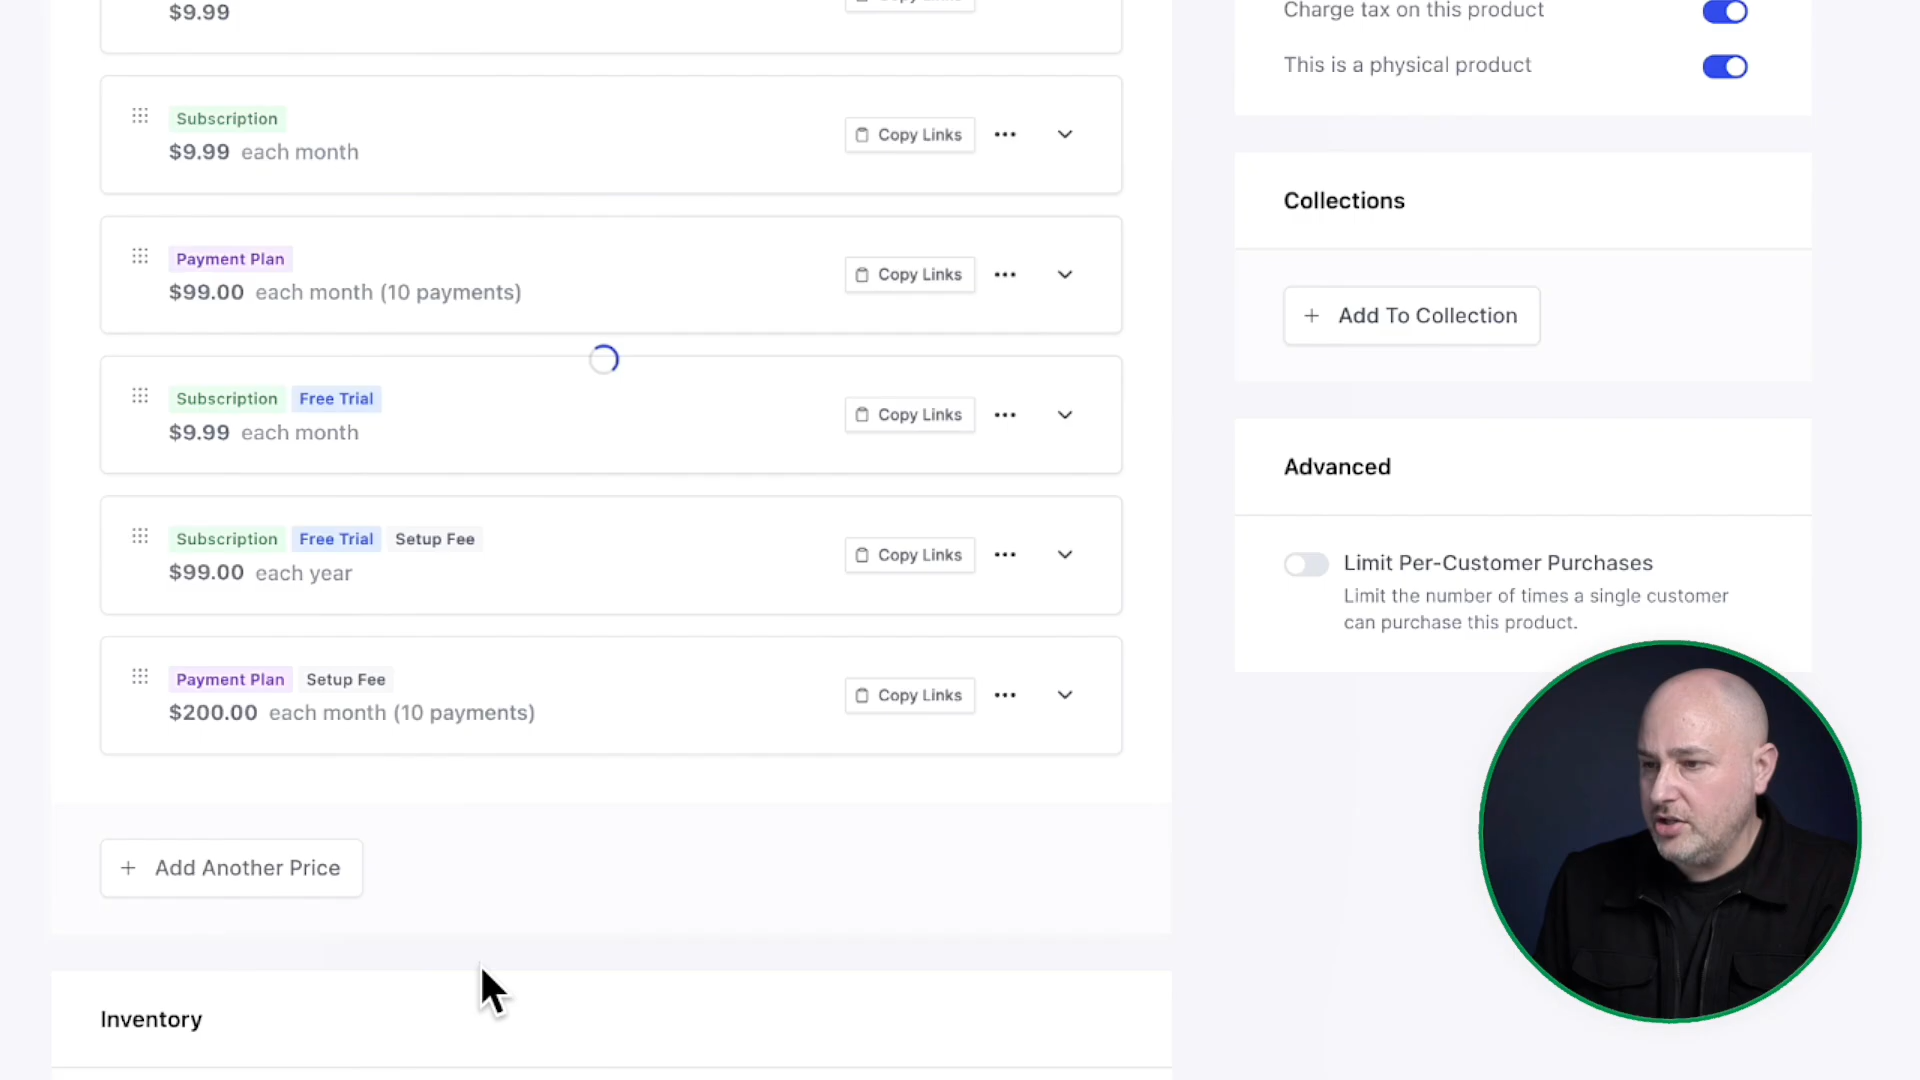 $9.99
Copy Links
Subscription
$9.99 each month
Copy Links
Payment Plan
$99.00 each month (10 payments)
Copy Links
Subscription Free Trial
$9.99 each month
Copy Links
Subscription Free Trial Setup Fee
$99.00 each year
Copy Links
Payment Plan Setup Fee
$200.00 each month (10 payments)
Copy Links
+ Add Another Price
Inventory
Charge tax on this product
This is a physical product
Collections
+ Add To Collection
Advanced
Limit Per-Customer Purchases
Limit the number of times a single customer
can purchase this product.